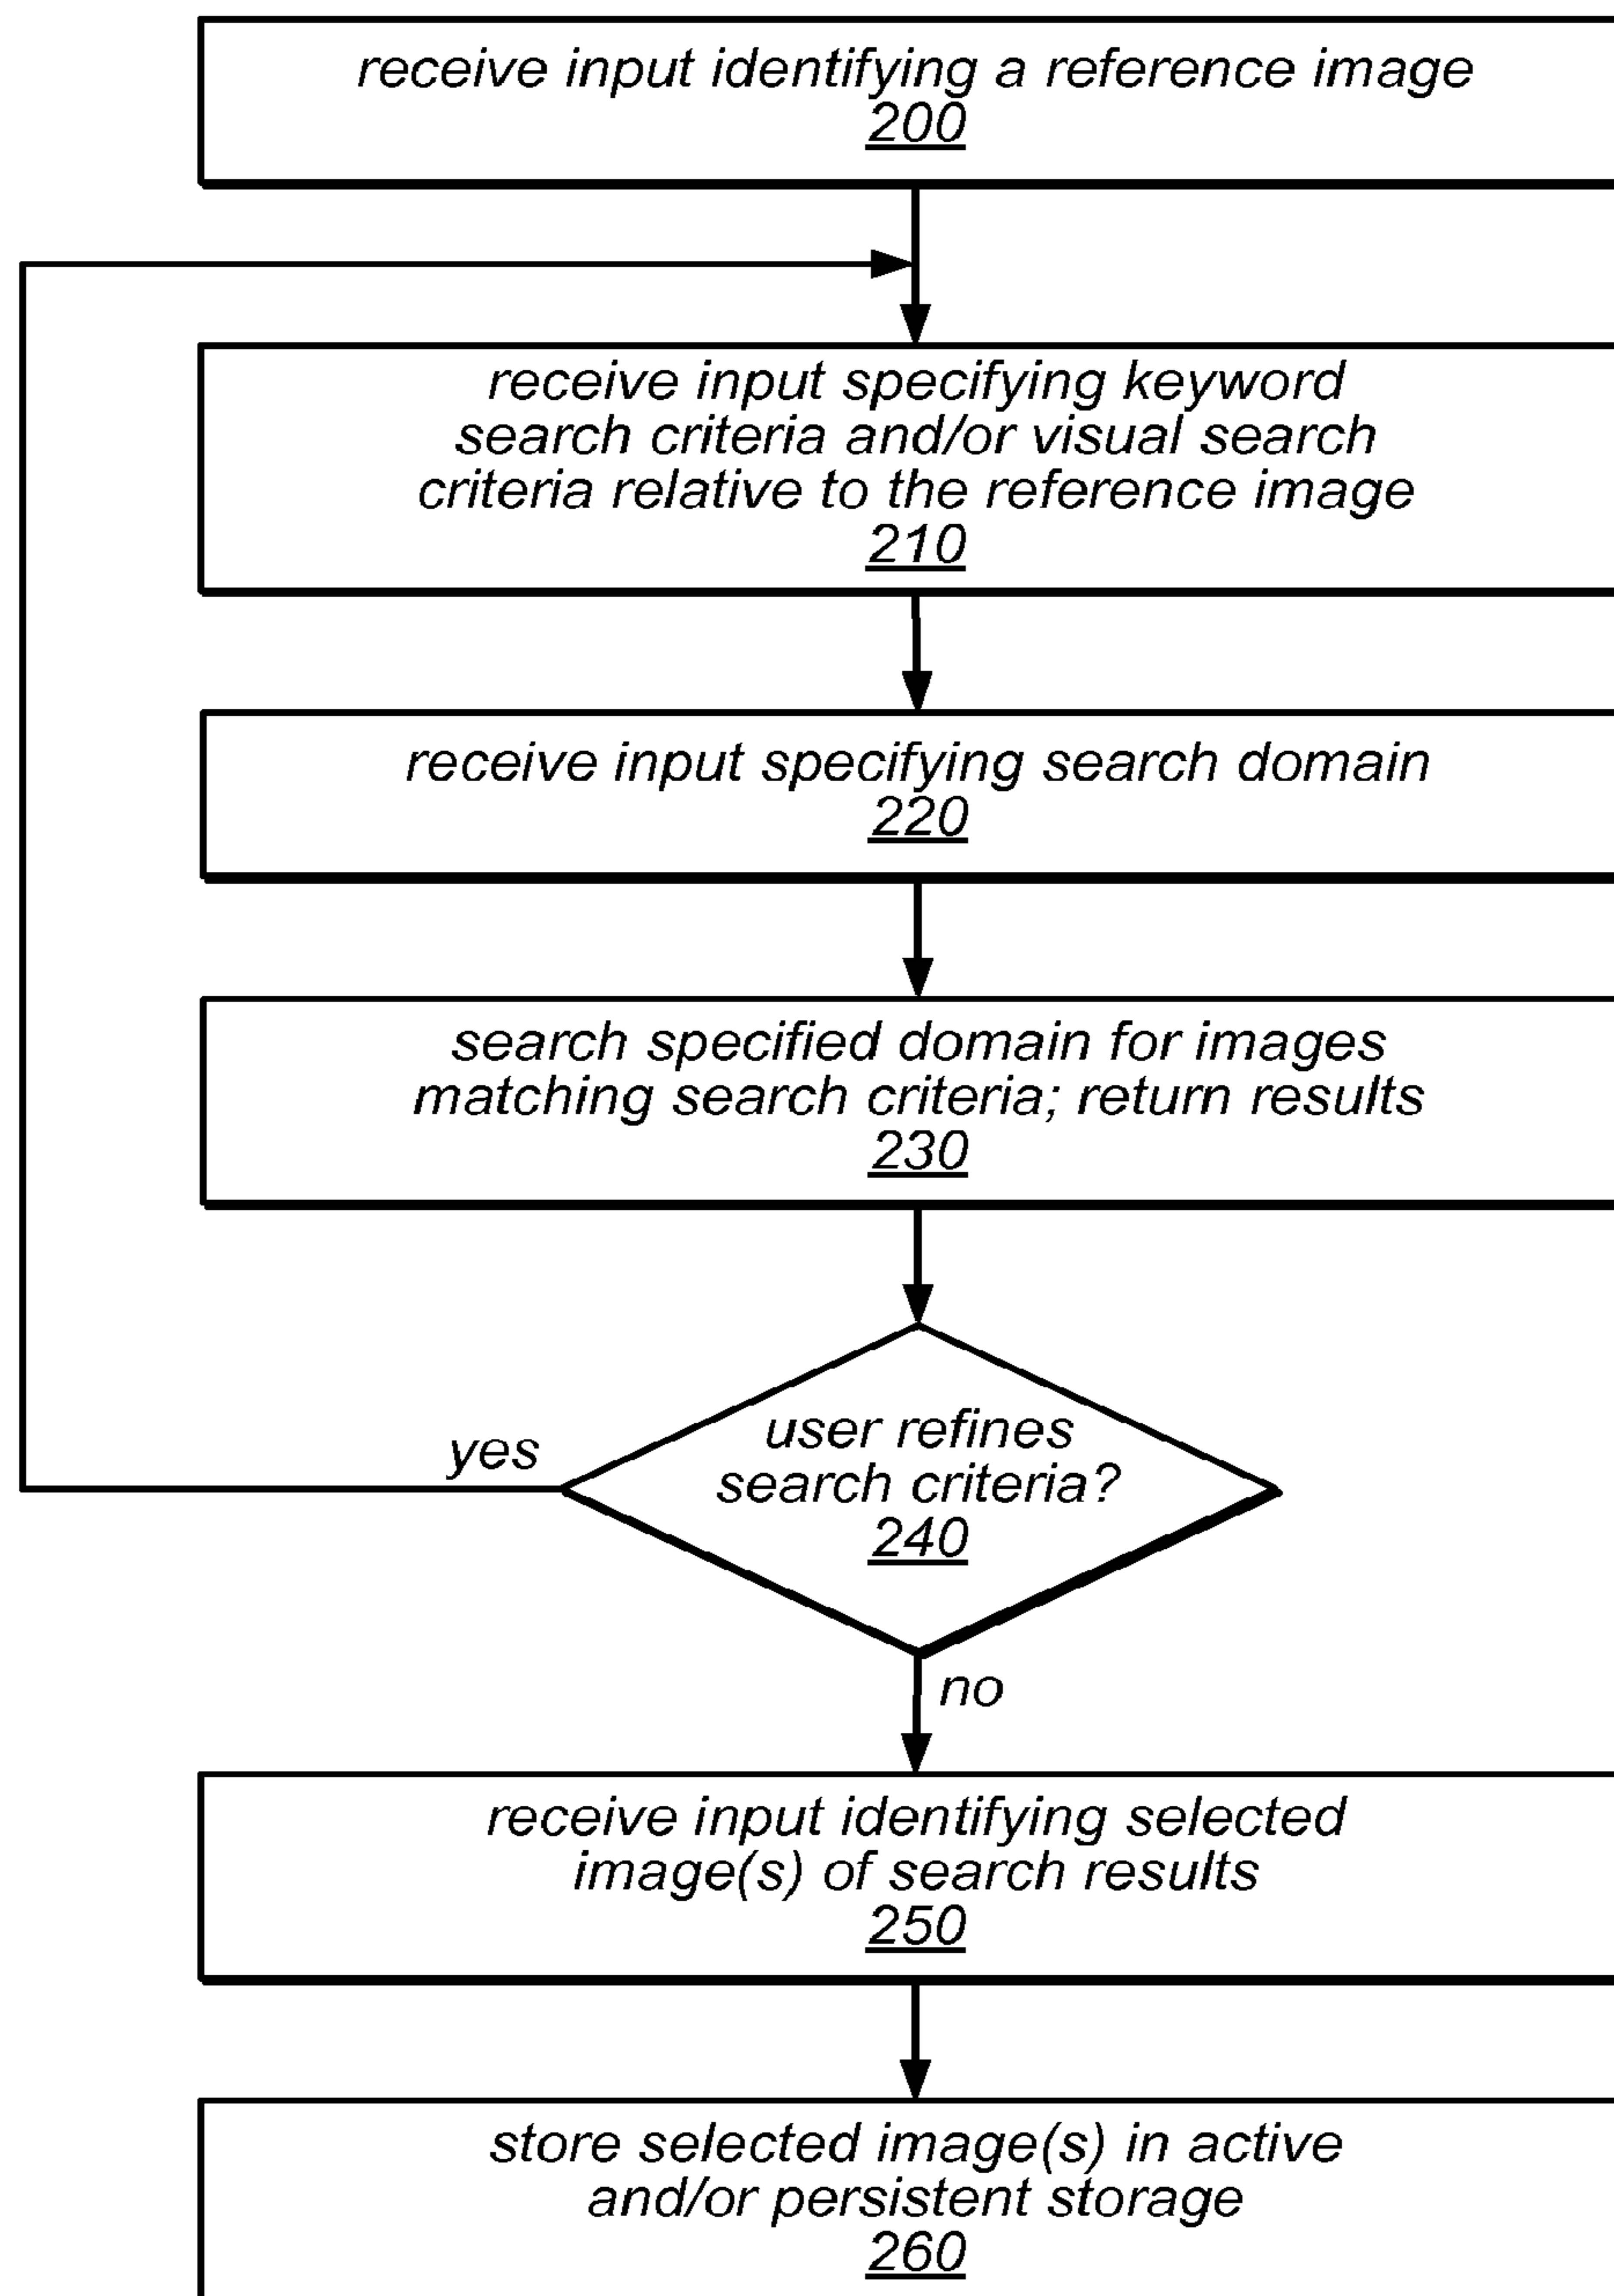 receive input identifying a reference image
200
receive input specifying keyword
search criteria and/or visual search
criteria relative to the reference image
210
receive input specifying search domain
220
search specified domain for images
matching search criteria; return results
230
user refines
search criteria?
240
yes
no
receive input identifying selected
image(s) of search results
250
store selected image(s) in active
and/or persistent storage
260